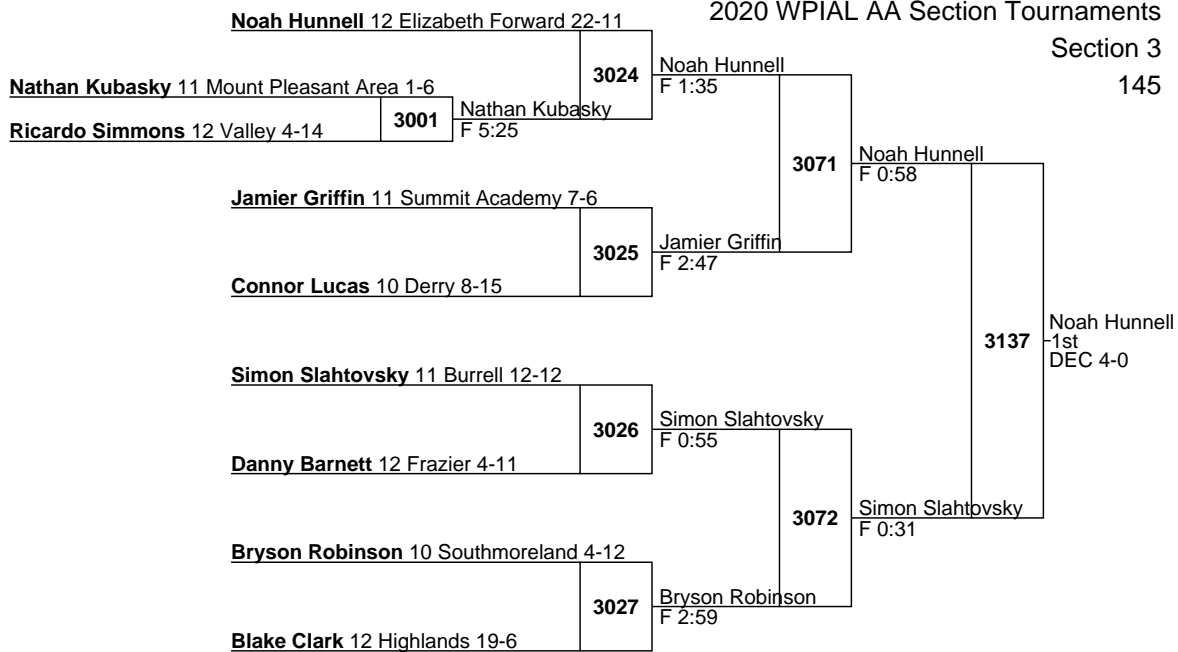 2020 WPIAL AA Section Tournaments
Section 3
145
Noah Hunnell 12 Elizabeth Forward 22-11
3024
Noah Hunnell
F 1:35
Nathan Kubasky 11 Mount Pleasant Area 1-6
3001
Nathan Kubasky
F 5:25
Ricardo Simmons 12 Valley 4-14
3071
Noah Hunnell
F 0:58
Jamier Griffin 11 Summit Academy 7-6
3025
Jamier Griffin
F 2:47
Connor Lucas 10 Derry 8-15
3137
Noah Hunnell
1st
DEC 4-0
Simon Slahtovsky 11 Burrell 12-12
3026
Simon Slahtovsky
F 0:55
Danny Barnett 12 Frazier 4-11
3072
Simon Slahtovsky
F 0:31
Bryson Robinson 10 Southmoreland 4-12
3027
Bryson Robinson
F 2:59
Blake Clark 12 Highlands 19-6